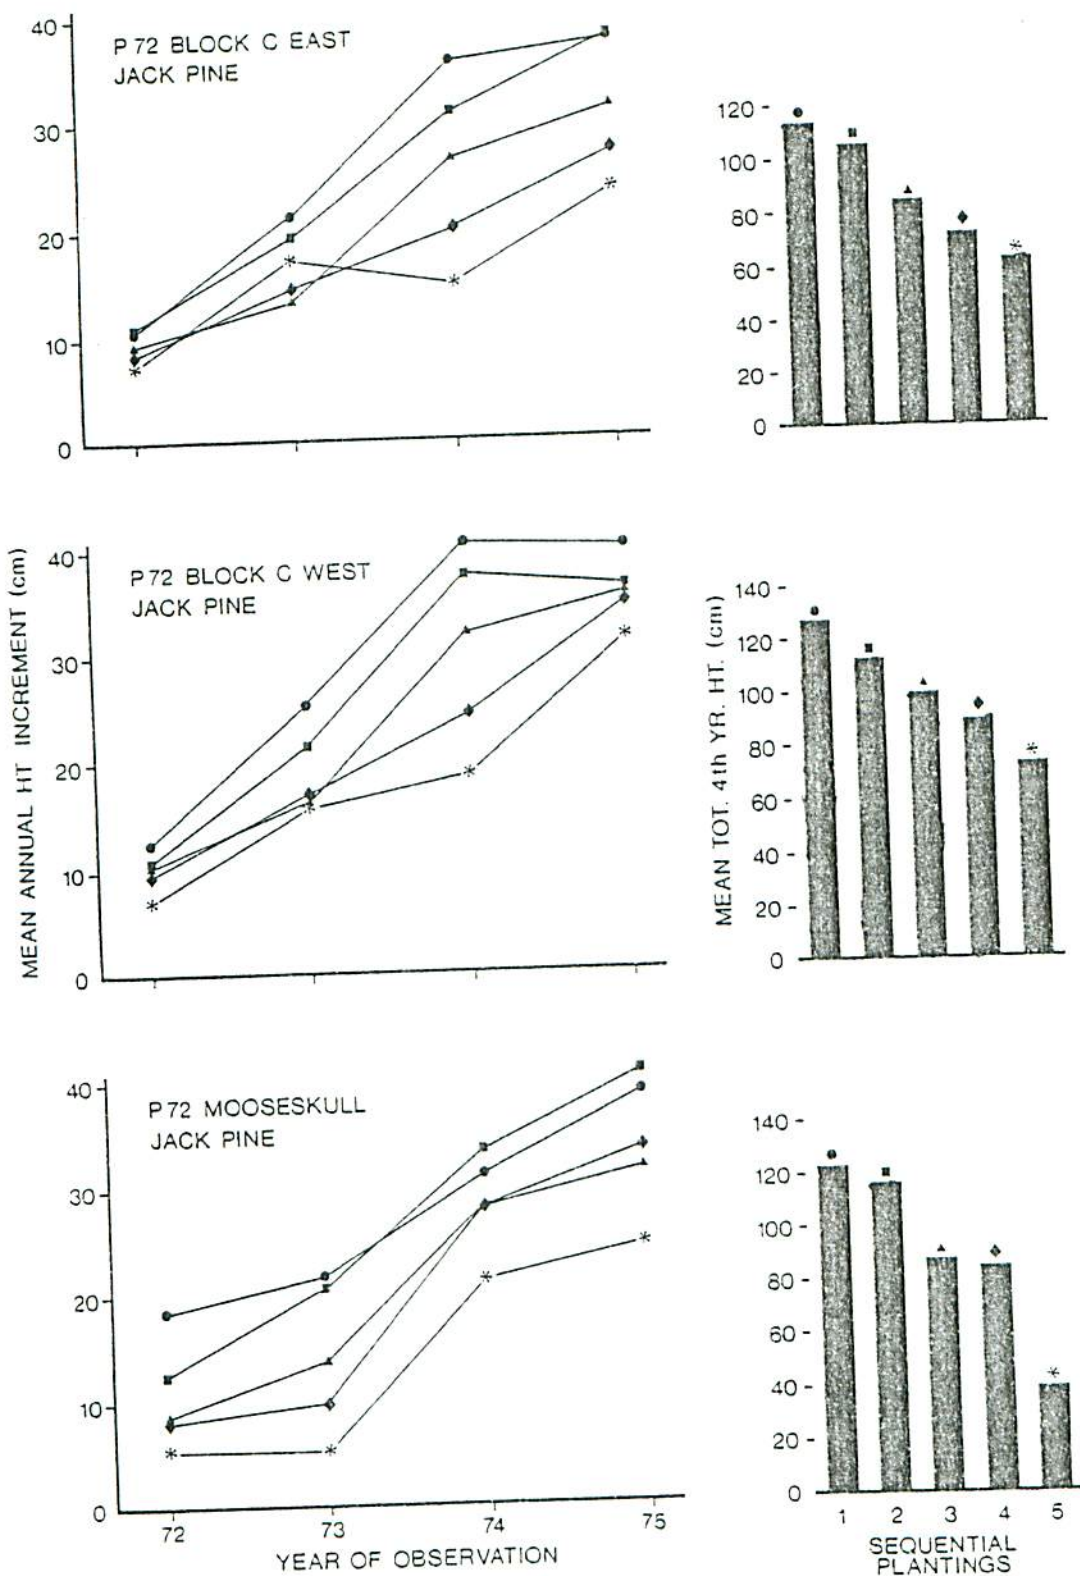 P 72 BLOCK C EAST
JACK PINE
40
30
20
10
0
120
100
80
60
40
20
0
MEAN ANNUAL HT INCREMENT (cm)
P 72 BLOCK C WEST
JACK PINE
40
30
20
10
0
MEAN TOT. 4th YR. HT. (cm)
140
120
100
80
60
40
20
0
P 72 MOOSESKULL
JACK PINE
40
30
20
10
0
72 73 74 75
YEAR OF OBSERVATION
140
120
100
80
60
40
20
0
1 2 3 4 5
SEQUENTIAL
PLANTINGS